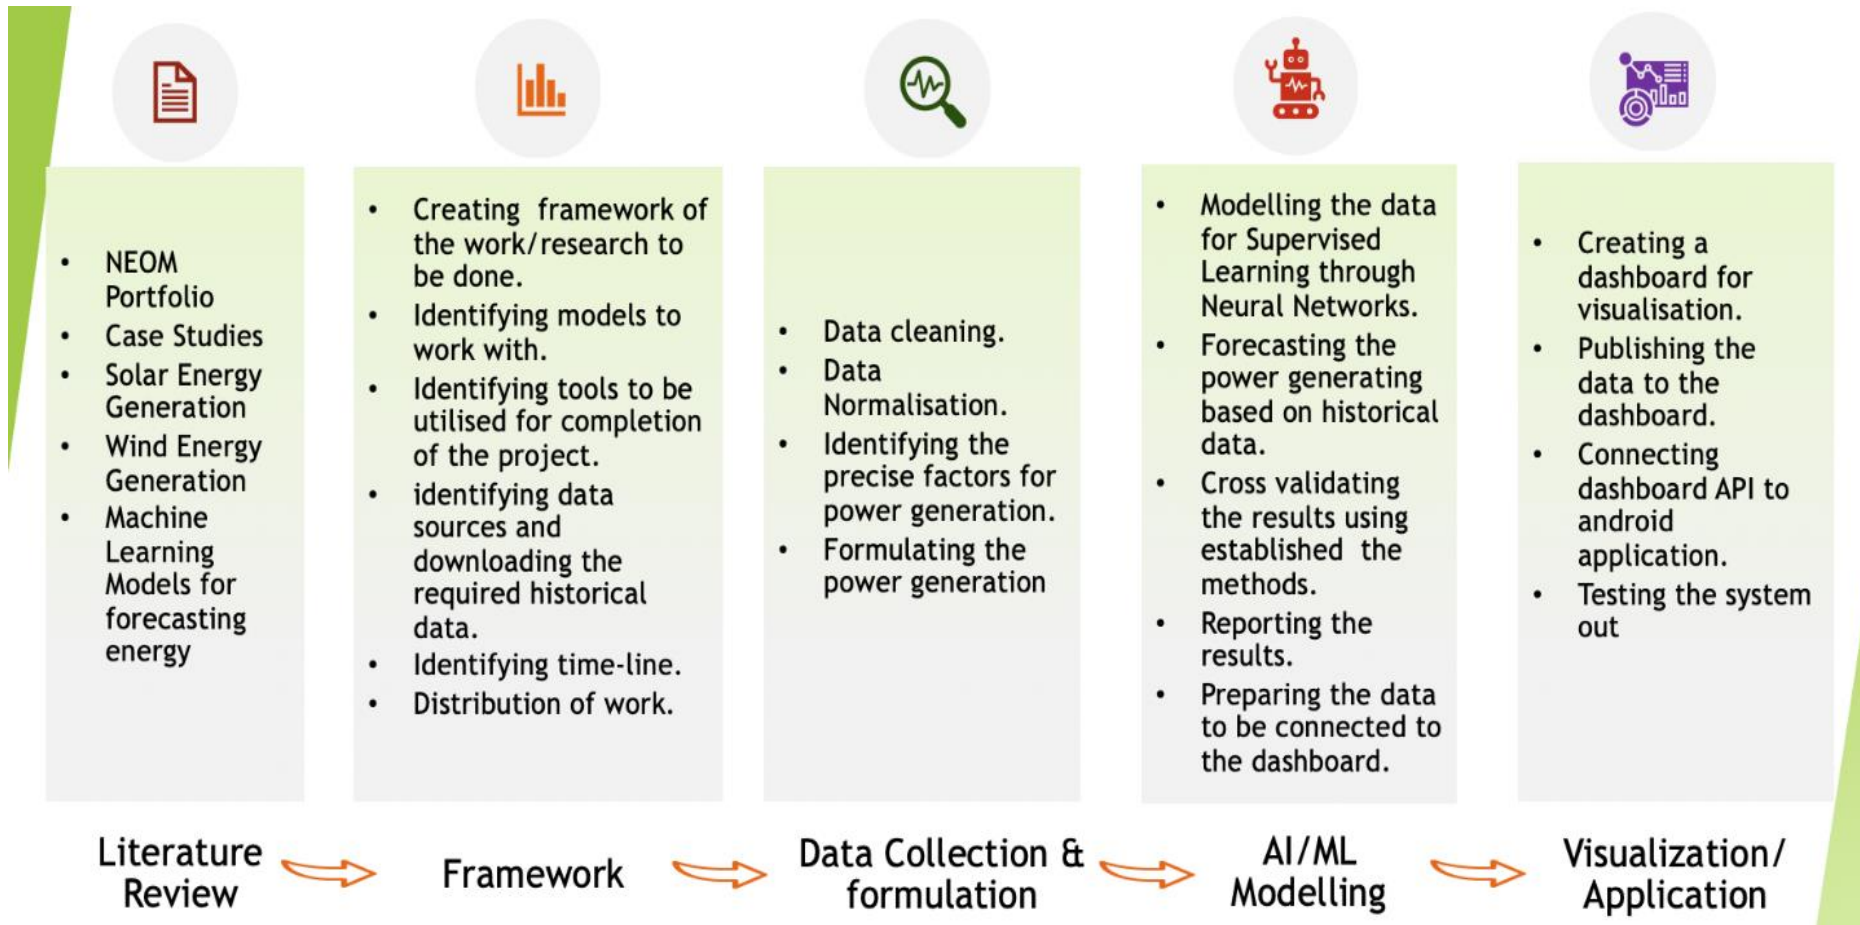 NEOM
Portfolio
Case Studies
Solar Energy
Generation
Wind Energy
Generation
Machine
Learning
Models for
forecasting
energy
Literature
Review
Creating framework of
the work/research to
be done.
Identifying models to
work with.
Identifying tools to be
utilised for completion
of the project.
identifying data
sources and
downloading the
required historical
data.
Identifying time-line.
Distribution of work.
Framework
Data cleaning.
Data
Normalisation.
Identifying the
precise factors for
power generation.
Formulating the
power generation
Data Collection &
formulation
Modelling the data
for Supervised
Learning through
Neural Networks.
Forecasting the
power generating
based on historical
data.
Cross validating
the results using
established the
methods.
Reporting the
results.
Preparing the data
to be connected to
the dashboard.
AI/ML
Modelling
Creating a
dashboard for
visualisation.
Publishing the
data to the
dashboard.
Connecting
dashboard API to
android
application.
Testing the system
out
Visualization/
Application